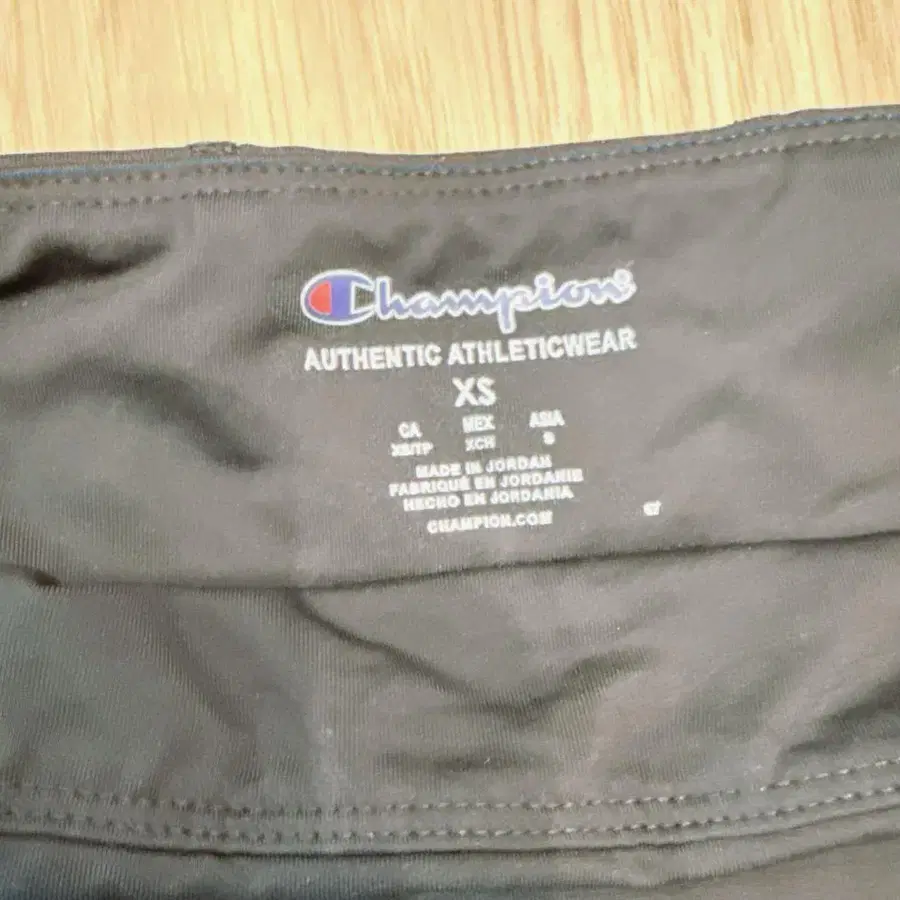 Champion®
AUTHENTIC ATHLETICWEAR
XS
CA MEX ASIA
XS/TP XCH S
MADE IN JORDAN
FABRIQUÉ EN JORDANIE
HECHO EN JORDANIA
CHAMPION.COM